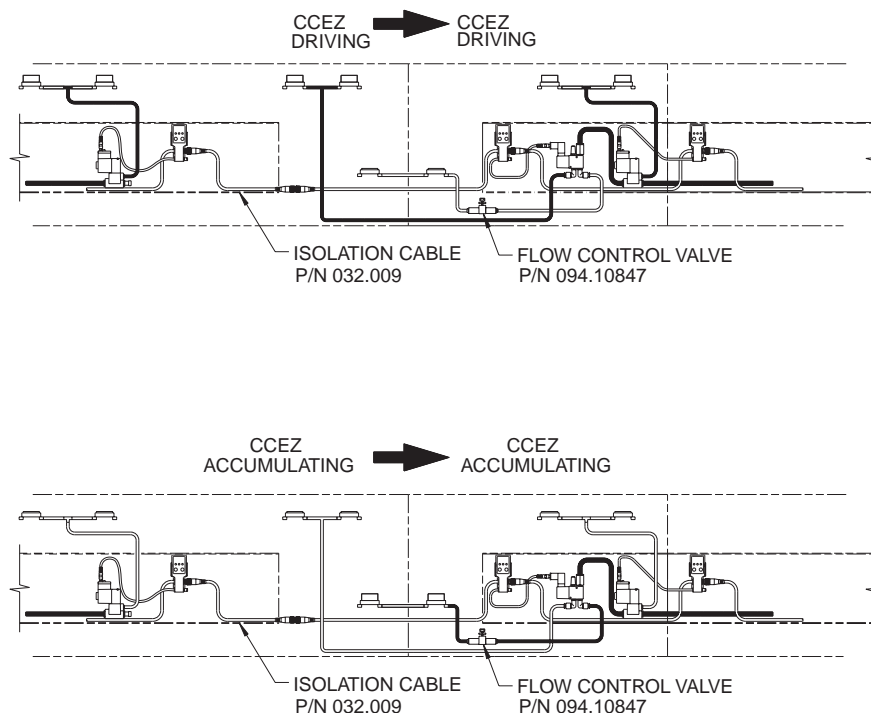 CCEZ
DRIVING
CCEZ
DRIVING
ISOLATION CABLE
P/N 032.009
FLOW CONTROL VALVE
P/N 094.10847
CCEZ
ACCUMULATING
CCEZ
ACCUMULATING
ISOLATION CABLE
P/N 032.009
FLOW CONTROL VALVE
P/N 094.10847